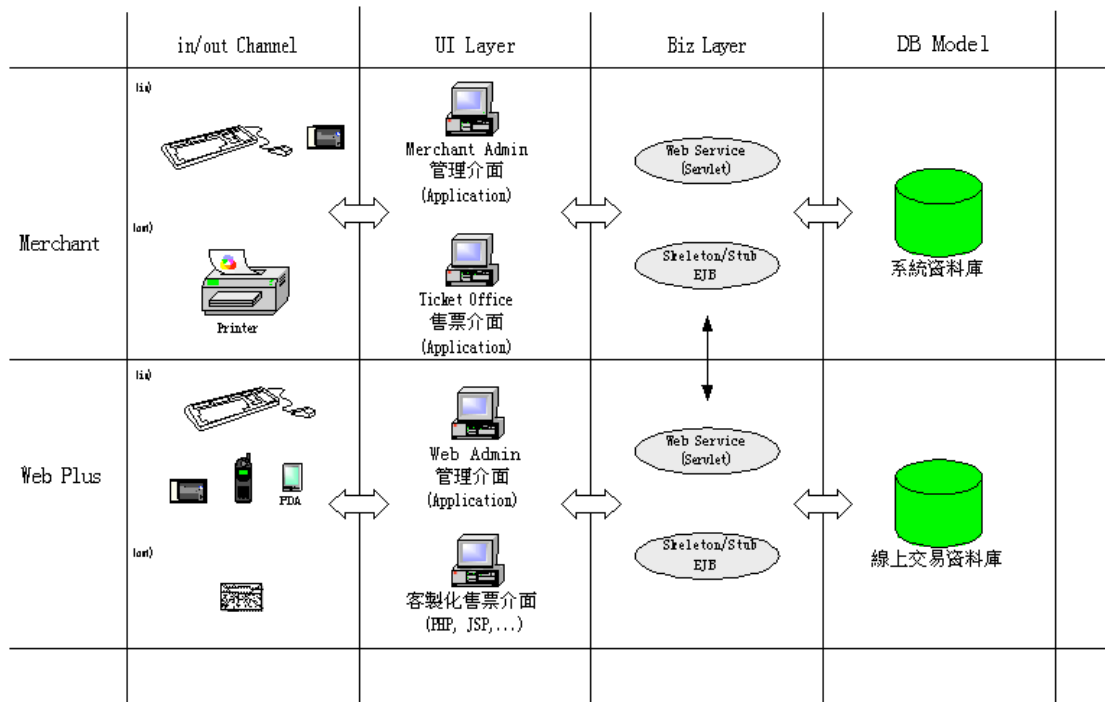 in/out Channel
UI Layer
Biz Layer
DB Model
Merchant
(in)
(out)
Printer
Merchant Admin
管理介面
(Application)
Ticket Office
售票介面
(Application)
Web Service
(Servlet)
Skeleton/Stub
EJB
系統資料庫
Web Plus
(in)
PDA
(out)
Web Admin
管理介面
(Application)
客製化售票介面
(PHP, JSP,...)
Web Service
(Servlet)
Skeleton/Stub
EJB
線上交易資料庫